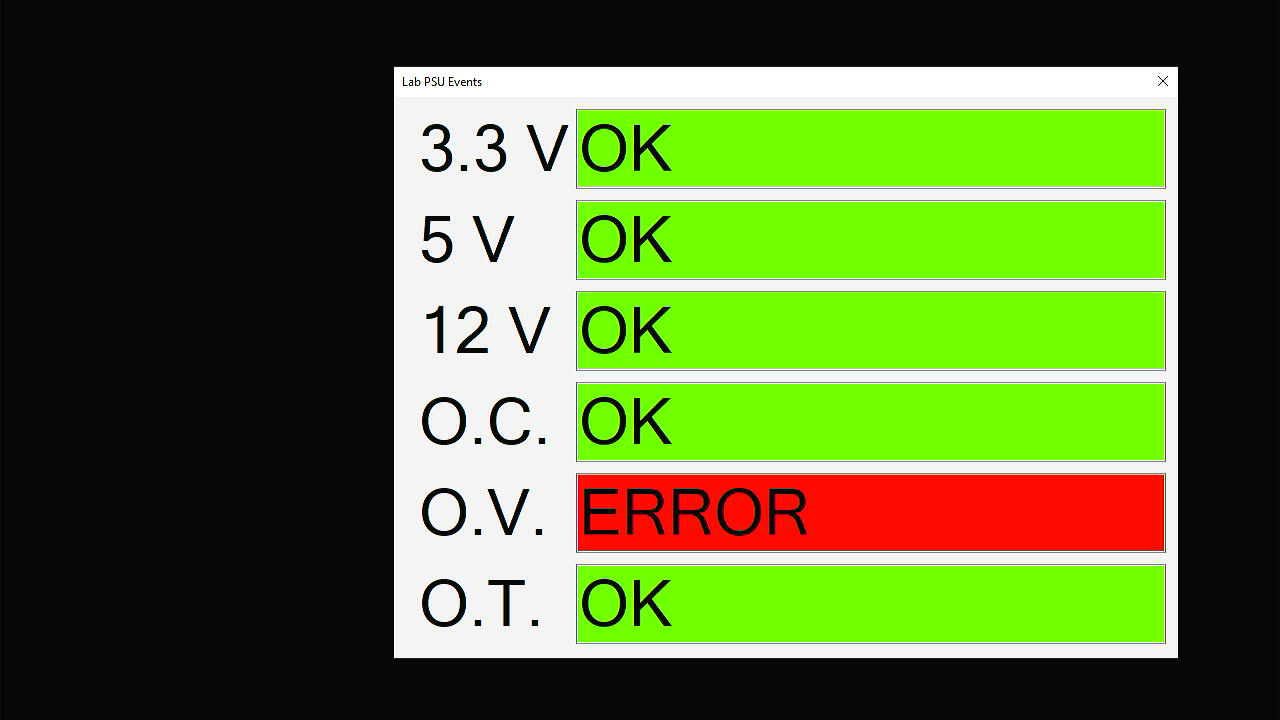 Lab PSU Events
3.3 V OK
5 V OK
12 V OK
O.C. OK
O.V. ERROR
O.T. OK